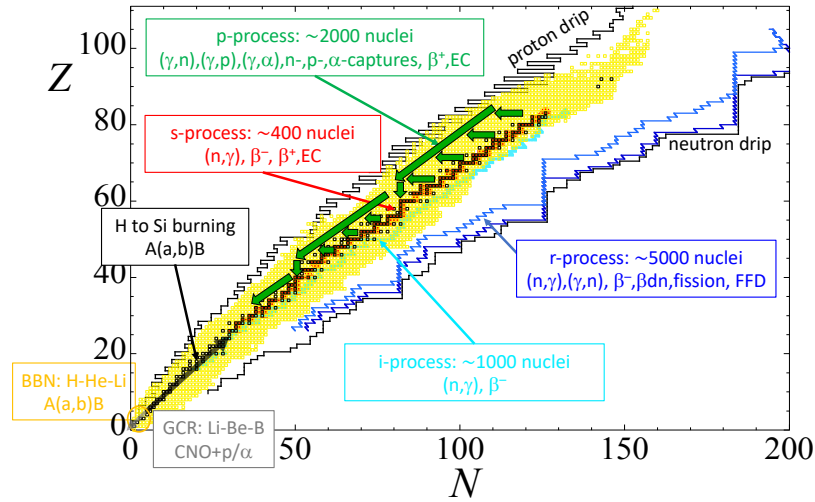 100
80
60
40
20
0
Z
0
50
100
150
200
N
p-process: ~2000 nuclei
(γ,n),(γ,p),(γ,α),n-,p-,α-captures, β⁺,EC
proton drip
s-process: ~400 nuclei
(n,γ), β⁻, β⁺,EC
neutron drip
H to Si burning
A(a,b)B
r-process: ~5000 nuclei
(n,γ),(γ,n), β⁻,βdn,fission, FFD
i-process: ~1000 nuclei
(n,γ), β⁻
BBN: H-He-Li
A(a,b)B
GCR: Li-Be-B
CNO+p/α